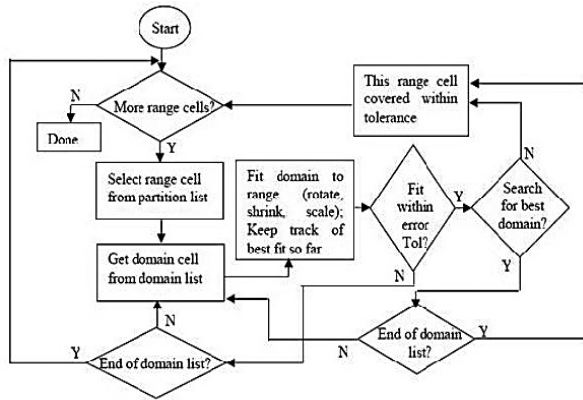 Start
More range cells?
N
Done
Y
Select range cell
from partition list
Get domain cell
from domain list
Fit domain to
range (rotate,
shrink, scale);
Keep track of
best fit so far
Fit
within
error
Tol?
Y
N
Search
for best
domain?
N
Y
This range cell
covered within
tolerance
End of domain
list?
Y
N
End of domain list?
N
Y